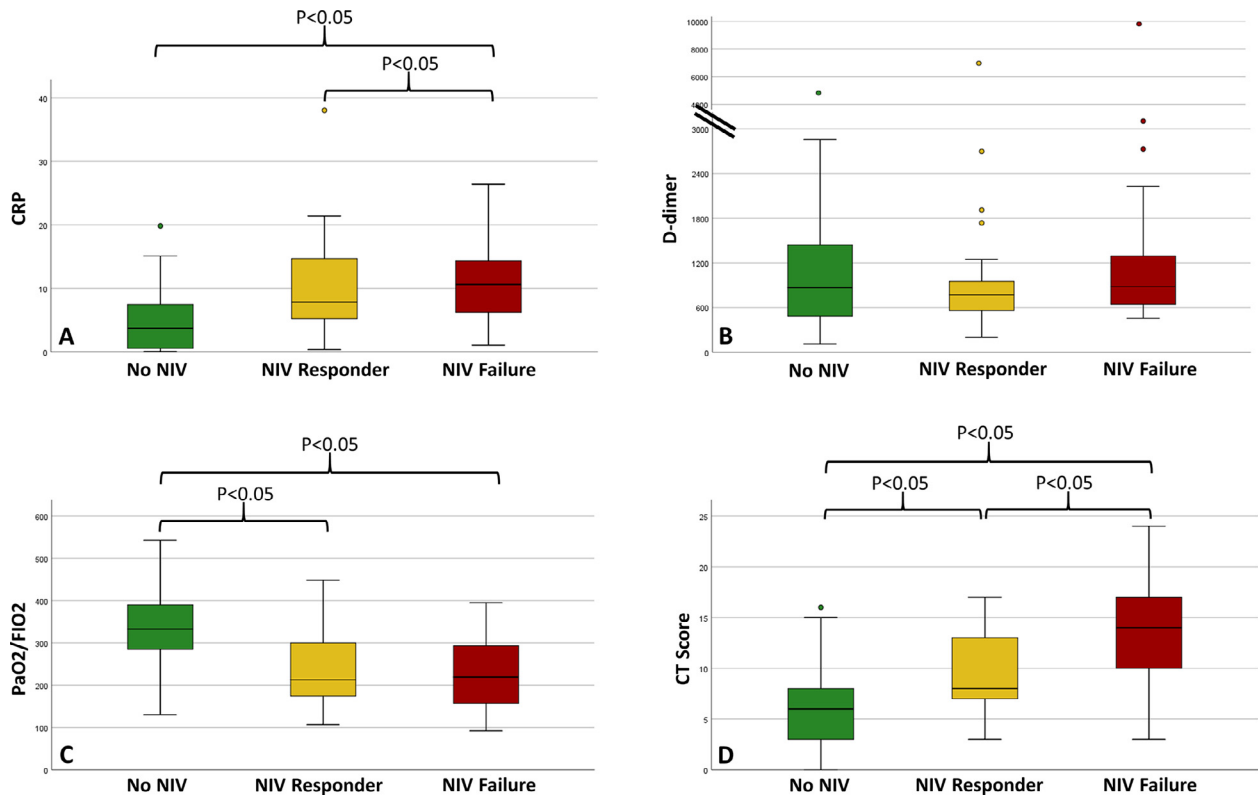 P<0.05
P<0.05
CRP
40
30
20
10
0
A
No NIV
NIV Responder
NIV Failure
D-dimer
10000
8000
6000
4000
3000
2400
1800
1200
600
0
B
No NIV
NIV Responder
NIV Failure
P<0.05
P<0.05
PaO2/FIO2
600
500
400
300
200
100
0
C
No NIV
NIV Responder
NIV Failure
P<0.05
P<0.05
P<0.05
CT Score
25
20
15
10
5
0
D
No NIV
NIV Responder
NIV Failure